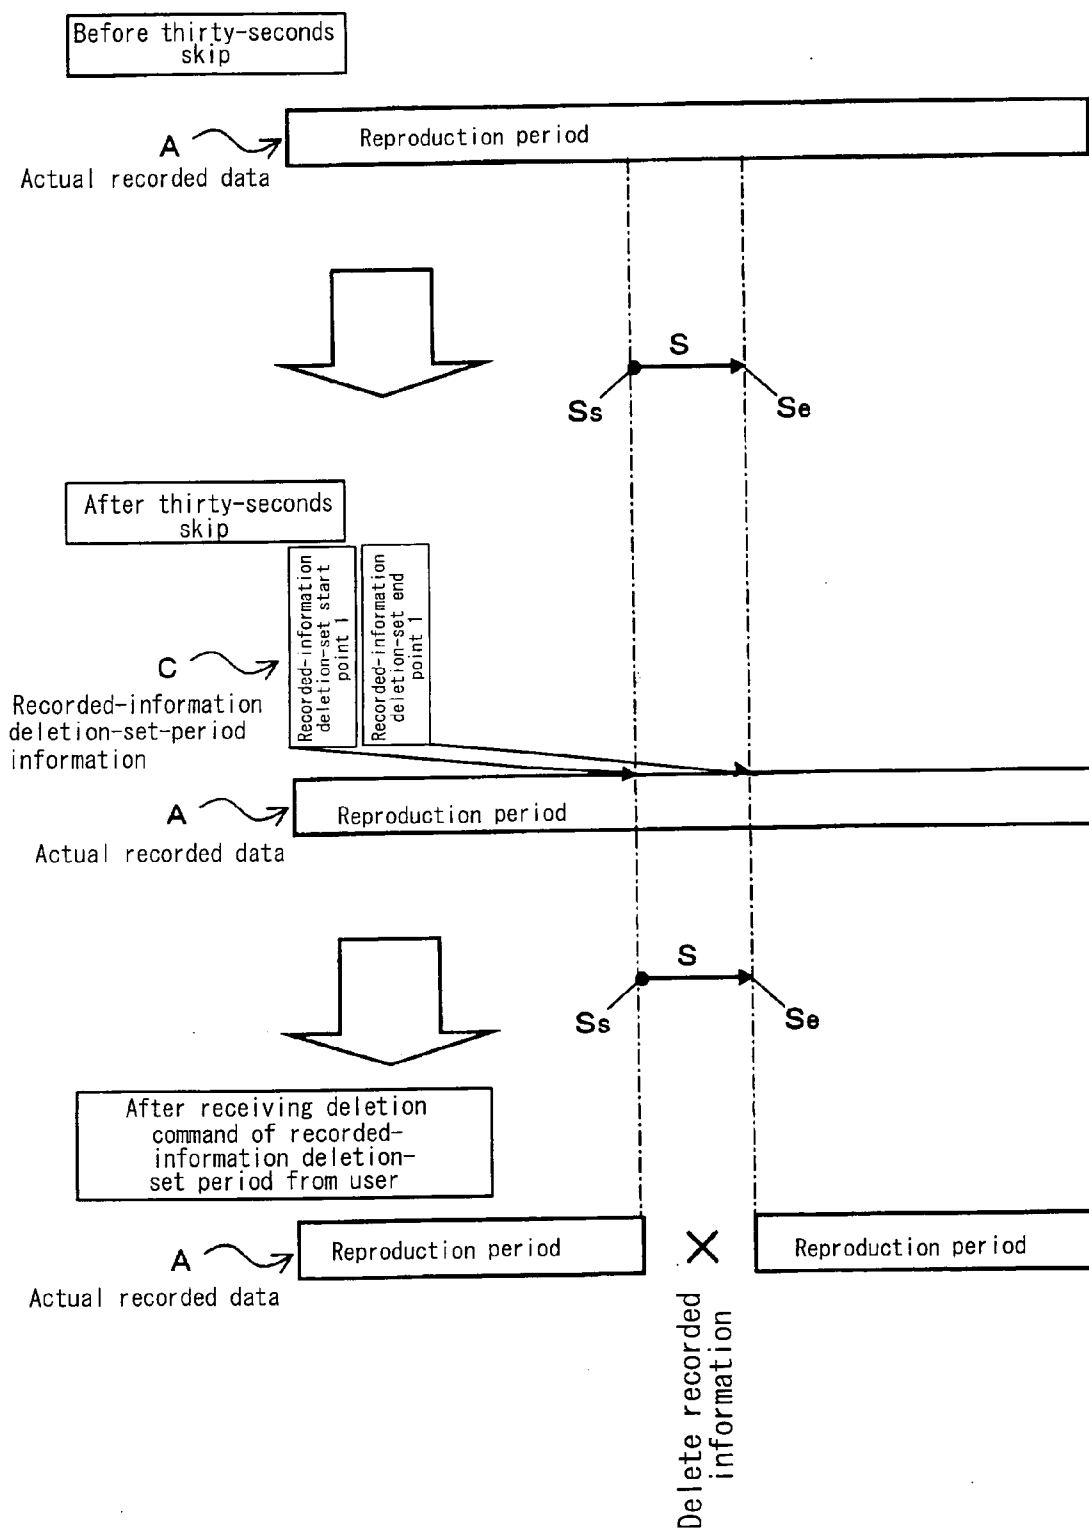 Before thirty-seconds
skip
A
Actual recorded data
Reproduction period
S
Ss
Se
After thirty-seconds
skip
Recorded-information
deletion-set start
point 1
Recorded-information
deletion-set end
point 1
C
Recorded-information
deletion-set-period
information
A
Actual recorded data
Reproduction period
S
Ss
Se
After receiving deletion
command of recorded-
information deletion-
set period from user
A
Actual recorded data
Reproduction period
Reproduction period
Delete recorded
information